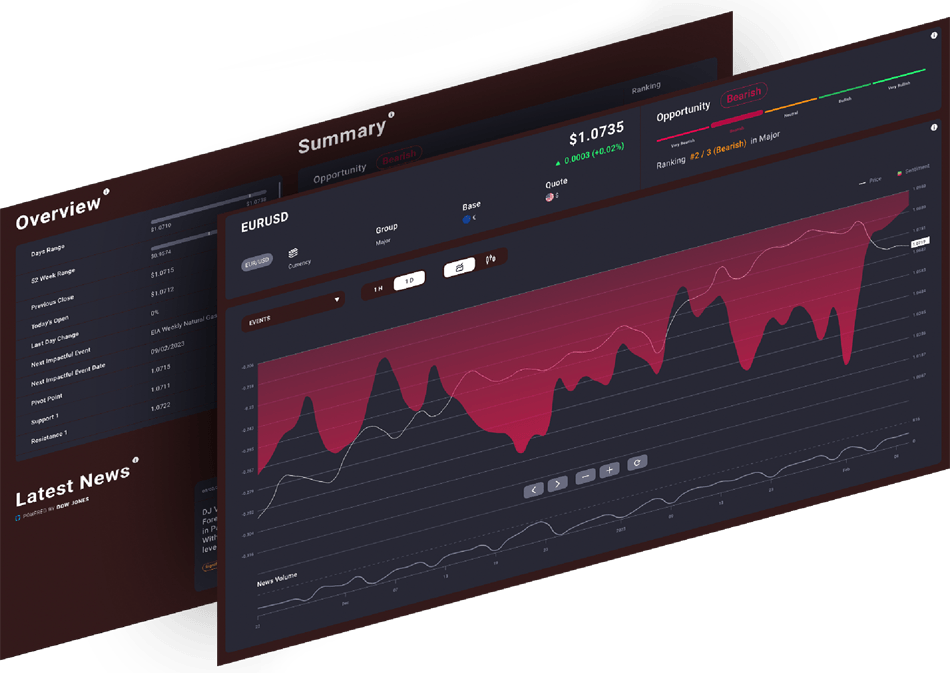 Overview
Days Range
$1.0719
$1.0736
52 Week Range
$0.9594
Previous Close
$1.0715
Today's Open
$1.0712
Last Day Change
0%
Next Impactful Event
EIA Weekly Natural Gas
Next Impactful Event Date
09/02/2023
Pivot Point
1.0715
Support 1
1.0711
Resistance 1
1.0722
Latest News
POWERED BY DOW JONES
Summary
Ranking
Opportunity
Bearish
DJ V
Fore
in P
With
leve
EURUSD
$1.0735
0.0003 (+0.02%)
EUR/USD
Currency
Group
Major
Base
€
Quote
$
Opportunity
Bearish
Very Bearish
Bearish
Neutral
Bullish
Very Bullish
Ranking #2 / 3 (Bearish) in Major
EVENTS
1 H
1 D
Price
Sentiment
News Volume
Dec
2023
Feb